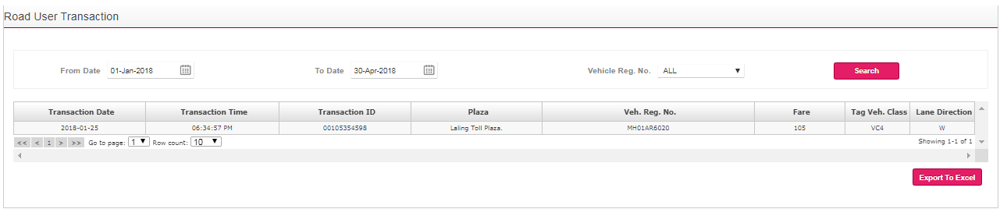 Road User Transaction
From Date 01-Jan-2018 To Date 30-Apr-2018 Vehicle Reg. No. ALL Search
Transaction Date Transaction Time Transaction ID Plaza Veh. Reg. No. Fare Tag Veh. Class Lane Direction
2018-01-25 06:34:57 PM 00105354598 Laling Toll Plaza. MH01AR6020 105 VC4 W
<< < 1 > >> Go to page: 1 Row count: 10 Showing 1-1 of 1
Export To Excel